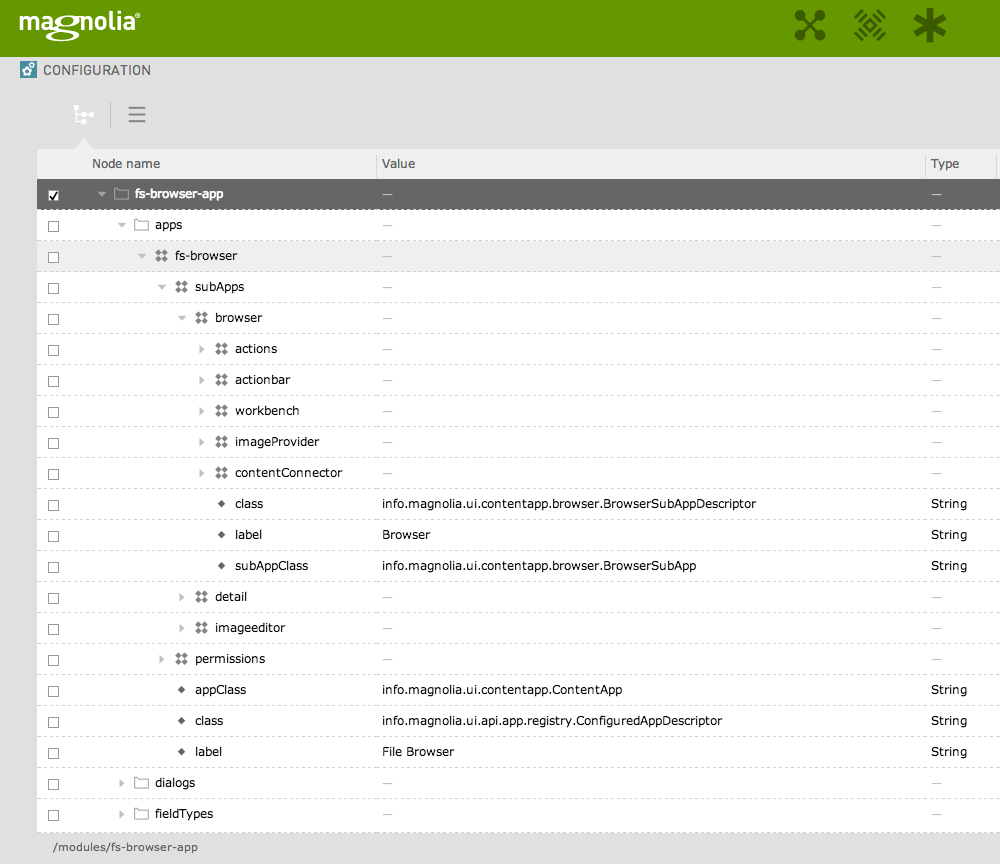 magnolia®
CONFIGURATION
Node name Value Type
fs-browser-app — —
apps — —
fs-browser — —
subApps — —
browser — —
actions — —
actionbar — —
workbench — —
imageProvider — —
contentConnector — —
class info.magnolia.ui.contentapp.browser.BrowserSubAppDescriptor String
label Browser String
subAppClass info.magnolia.ui.contentapp.browser.BrowserSubApp String
detail — —
imageeditor — —
permissions — —
appClass info.magnolia.ui.contentapp.ContentApp String
class info.magnolia.ui.api.app.registry.ConfiguredAppDescriptor String
label File Browser String
dialogs — —
fieldTypes — —
/modules/fs-browser-app